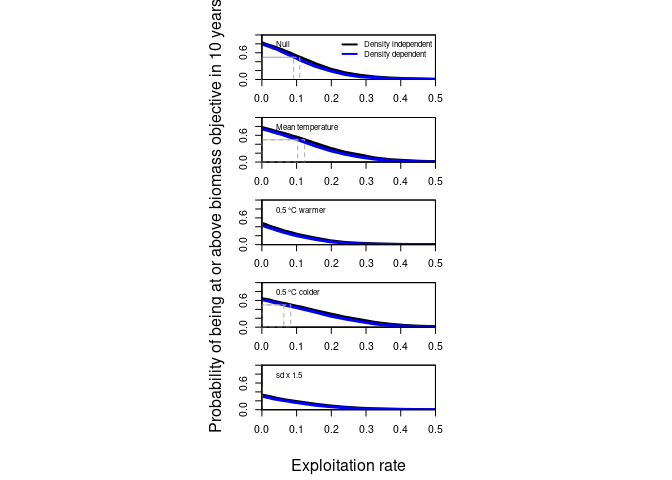 Probability of being at or above biomass objective in 10 years
Null
Density independent
Density dependent
0.0 0.6
0.0 0.1 0.2 0.3 0.4 0.5
Mean temperature
0.0 0.6
0.0 0.1 0.2 0.3 0.4 0.5
0.5 °C warmer
0.0 0.6
0.0 0.1 0.2 0.3 0.4 0.5
0.5 °C colder
0.0 0.6
0.0 0.1 0.2 0.3 0.4 0.5
sd x 1.5
0.0 0.6
0.0 0.1 0.2 0.3 0.4 0.5
Exploitation rate